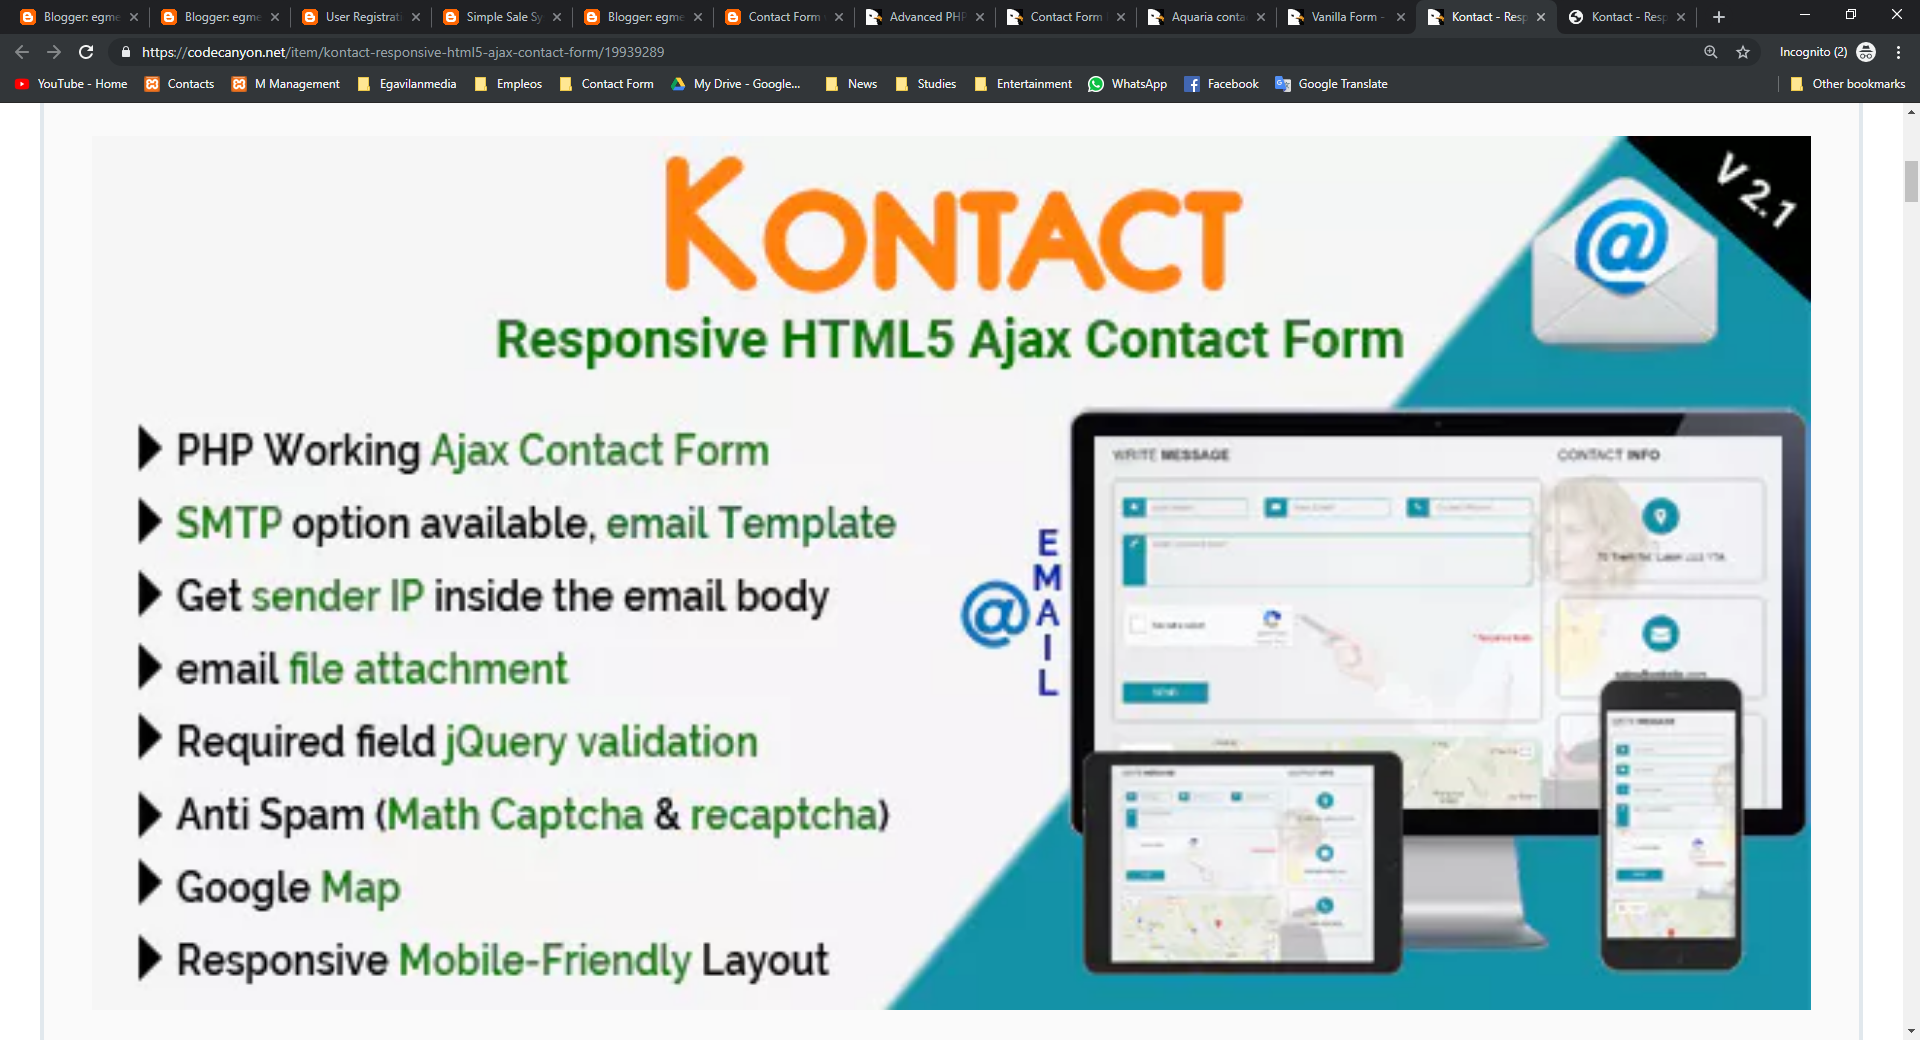 Blogger: egme
Blogger: egme
User Registrati
Simple Sale Sy
Blogger: egme
Contact Form
Advanced PHP
Contact Form
Aquaria conta
Vanilla Form -
Kontact - Resp
Kontact - Resp
https://codecanyon.net/item/kontact-responsive-html5-ajax-contact-form/19939289
Incognito (2)
YouTube - Home
Contacts
M Management
Egavilanmedia
Empleos
Contact Form
My Drive - Google...
News
Studies
Entertainment
WhatsApp
Facebook
Google Translate
Other bookmarks
V 2.1
KONTACT
Responsive HTML5 Ajax Contact Form
PHP Working Ajax Contact Form
SMTP option available, email Template
Get sender IP inside the email body
email file attachment
Required field jQuery validation
Anti Spam (Math Captcha & recaptcha)
Google Map
Responsive Mobile-Friendly Layout
@ EMAIL
WRITE MESSAGE
CONTACT INFO
SEND